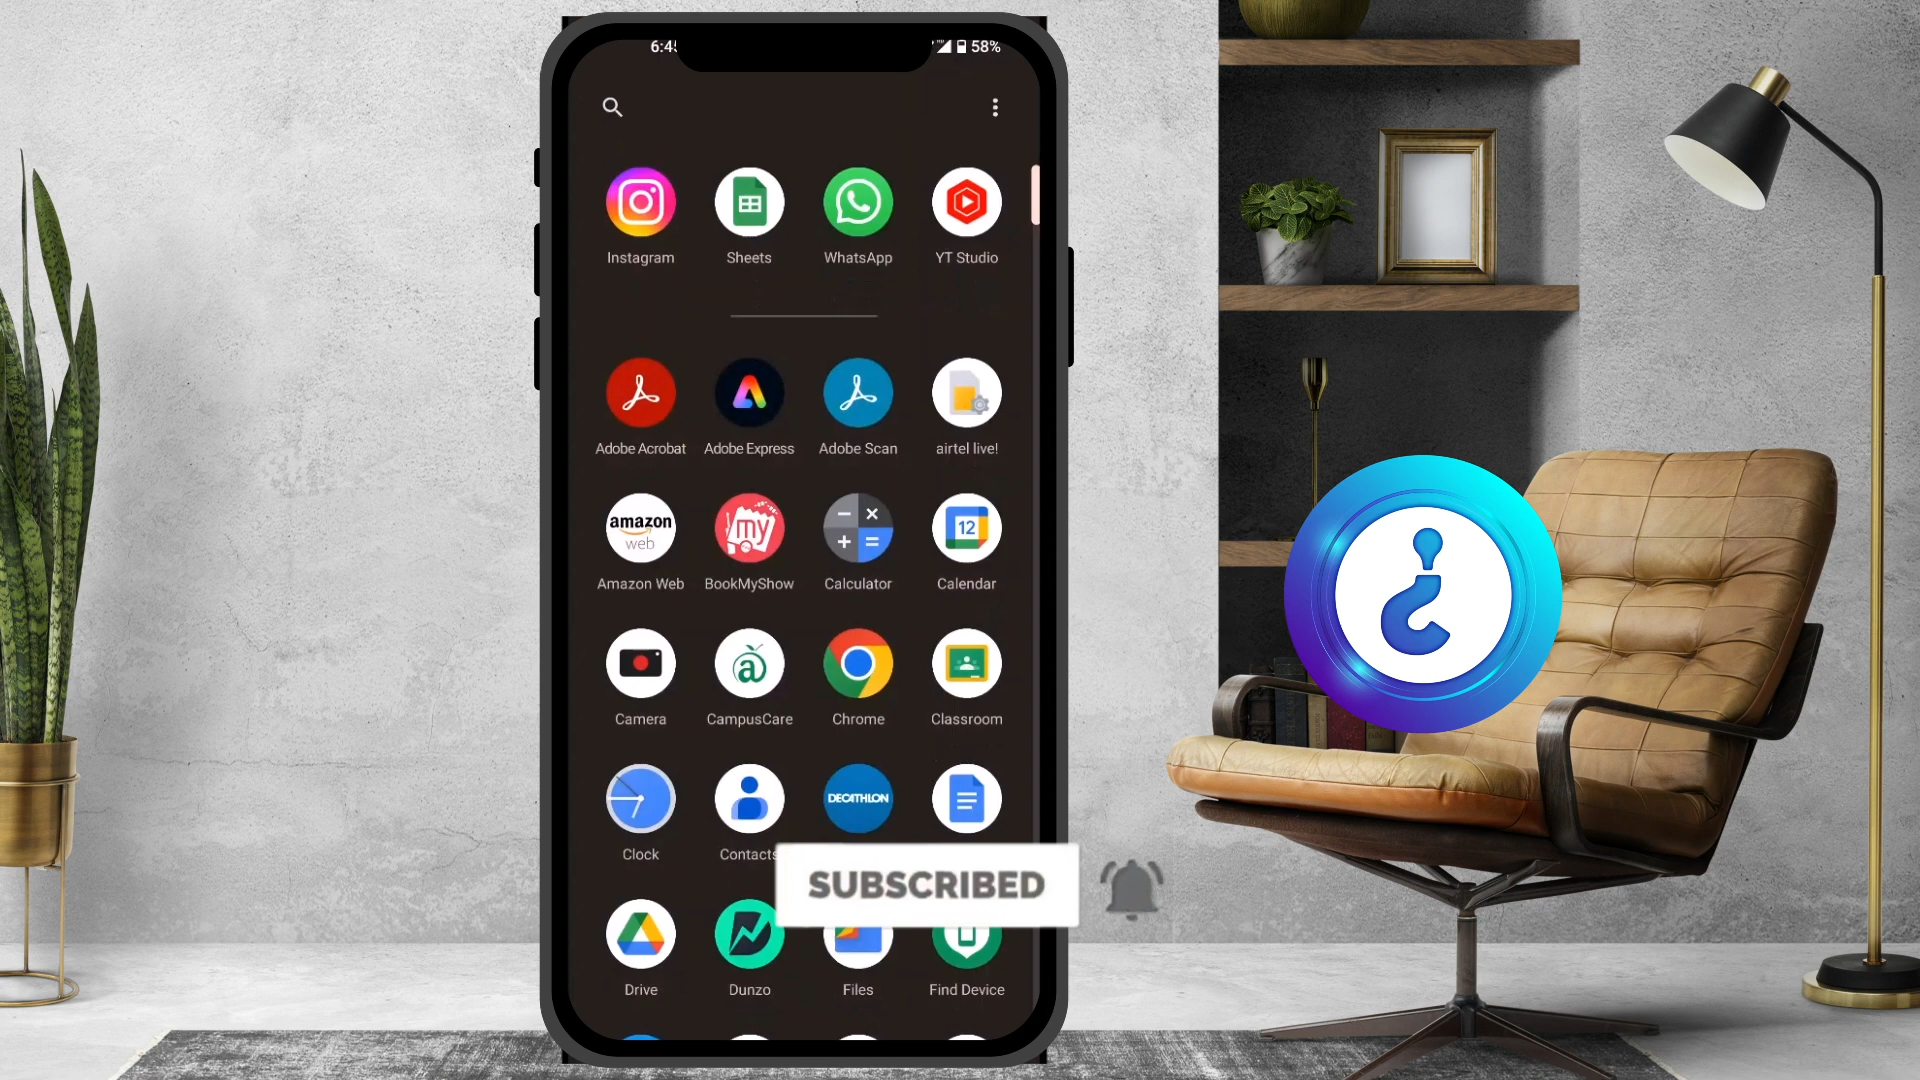 6:4
58%
Instagram Sheets WhatsApp YT Studio
Adobe Acrobat Adobe Express Adobe Scan airtel live!
amazon
web
my
12
Amazon Web BookMyShow Calculator Calendar
a
Camera CampusCare Chrome Classroom
DECATHLON
Clock Contacts
SUBSCRIBED
Drive Dunzo Files Find Device